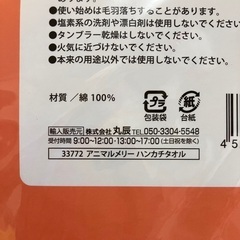 ●使い始めは毛羽落ちすることがあります。
●塩素系の洗剤や漂白剤は使用しないでください。
●タンブラー乾燥はしないでください。
●火気に近づけないでください。
●本来の用途以外では使用しないでください。
材質／綿 100%
プラ
包装袋
紙
台紙
輸入販売元 株式会社 丸辰 TEL.050-3304-5548
受付時間／9:00~12:00 13:00~17:00(土日祝を除く)
33772 アニマルメリー ハンカチタオル
45